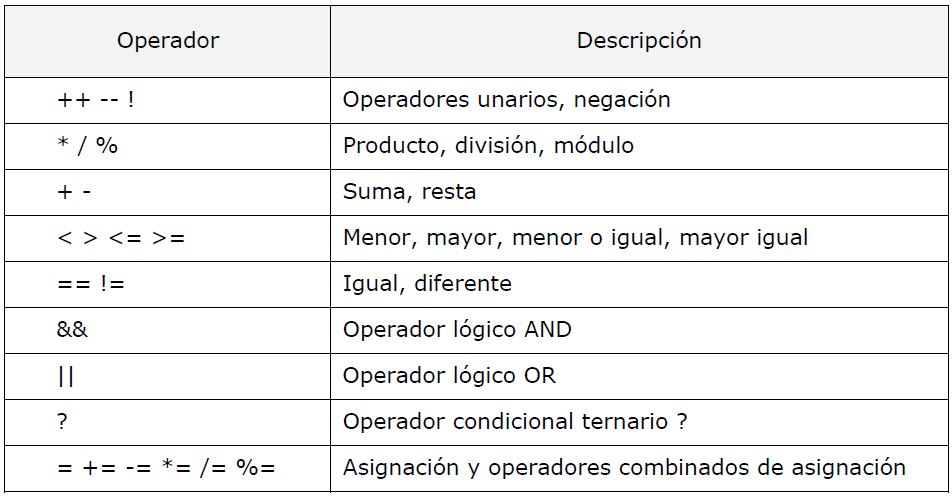 Operador Descripción
++ -- ! Operadores unarios, negación
* / % Producto, división, módulo
+ - Suma, resta
< > <= >= Menor, mayor, menor o igual, mayor igual
== != Igual, diferente
&& Operador lógico AND
|| Operador lógico OR
? Operador condicional ternario ?
= += -= *= /= %= Asignación y operadores combinados de asignación